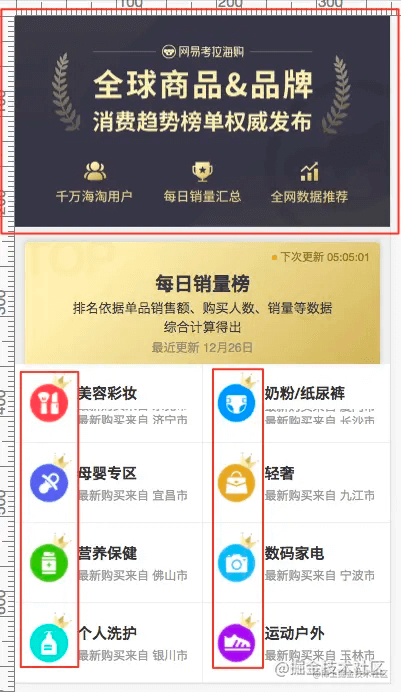 100
200
300
网易考拉海购
全球商品&品牌
消费趋势榜单权威发布
千万海淘用户
每日销量汇总
全网数据推荐
TOP
下次更新 05:05:01
每日销量榜
排名依据单品销售额、购买人数、销量等数据
综合计算得出
最近更新 12月26日
美容彩妆
奶粉/纸尿裤
最新购买来自 济宁市
最新购买来自 长沙市
母婴专区
轻奢
最新购买来自 宜昌市
最新购买来自 九江市
营养保健
数码家电
最新购买来自 佛山市
最新购买来自 宁波市
个人洗护
运动户外
最新购买来自 银川市
最新购买来自 玉林市
@掘金技术社区
@稀土掘金技术社区